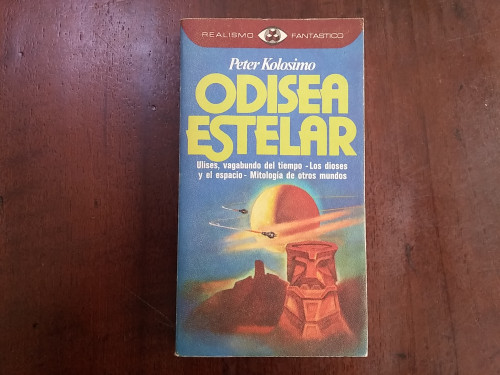 REALISMO FANTASTICO
Peter Kolosimo
ODISEA
ESTELAR
Ulises, vagabundo del tiempo - Los dioses
y el espacio - Mitología de otros mundos